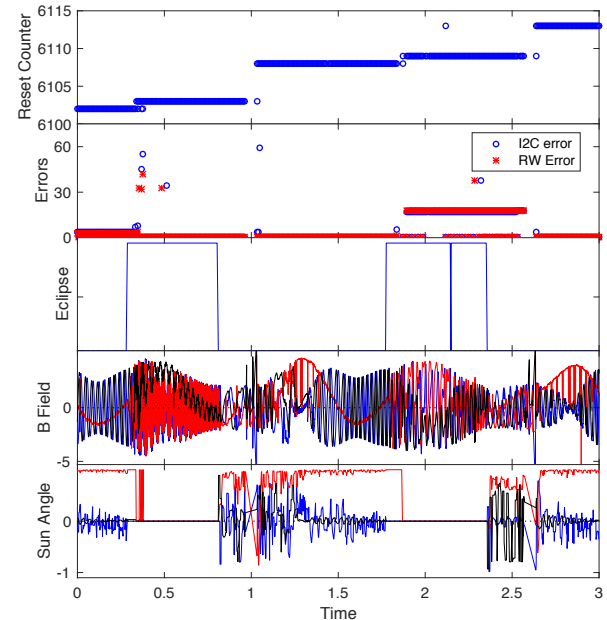 6115
6110
6105
6100
Reset Counter
60
30
0
Errors
I2C error
RW Error
Eclipse
0
-5
B Field
0
-1
Sun Angle
0
0.5
1
1.5
2
2.5
3
Time